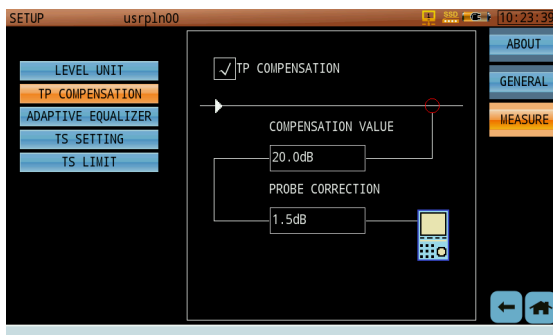 SETUP usrpln00 SSD 10:23:39
ABOUT
GENERAL
MEASURE
LEVEL UNIT
TP COMPENSATION
ADAPTIVE EQUALIZER
TS SETTING
TS LIMIT
TP COMPENSATION
COMPENSATION VALUE
20.0dB
PROBE CORRECTION
1.5dB